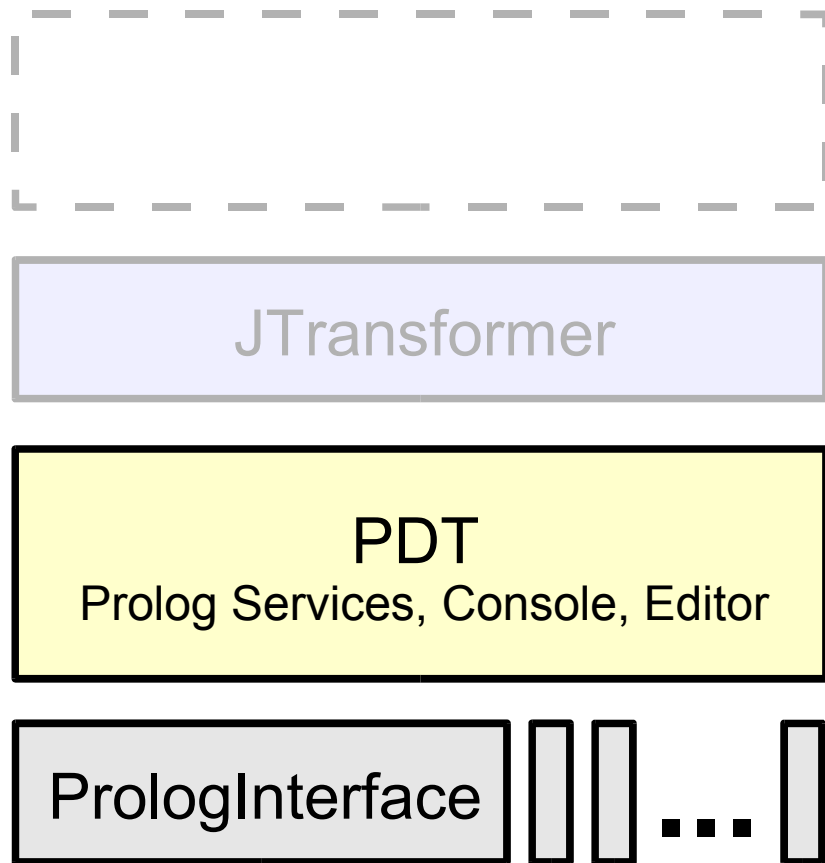 JTransformer
PDT
Prolog Services, Console, Editor
PrologInterface ...